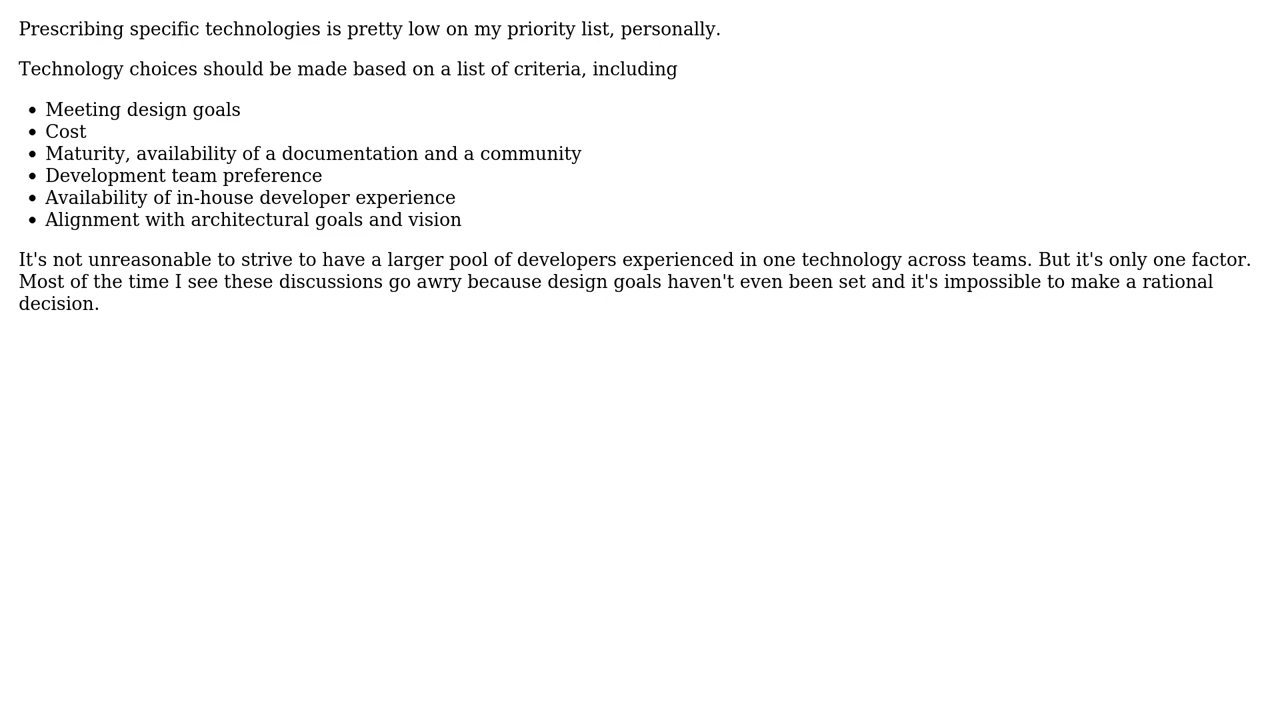 Prescribing specific technologies is pretty low on my priority list, personally.
Technology choices should be made based on a list of criteria, including
• Meeting design goals
• Cost
• Maturity, availability of a documentation and a community
• Development team preference
• Availability of in-house developer experience
• Alignment with architectural goals and vision
It's not unreasonable to strive to have a larger pool of developers experienced in one technology across teams. But it's only one factor.
Most of the time I see these discussions go awry because design goals haven't even been set and it's impossible to make a rational
decision.